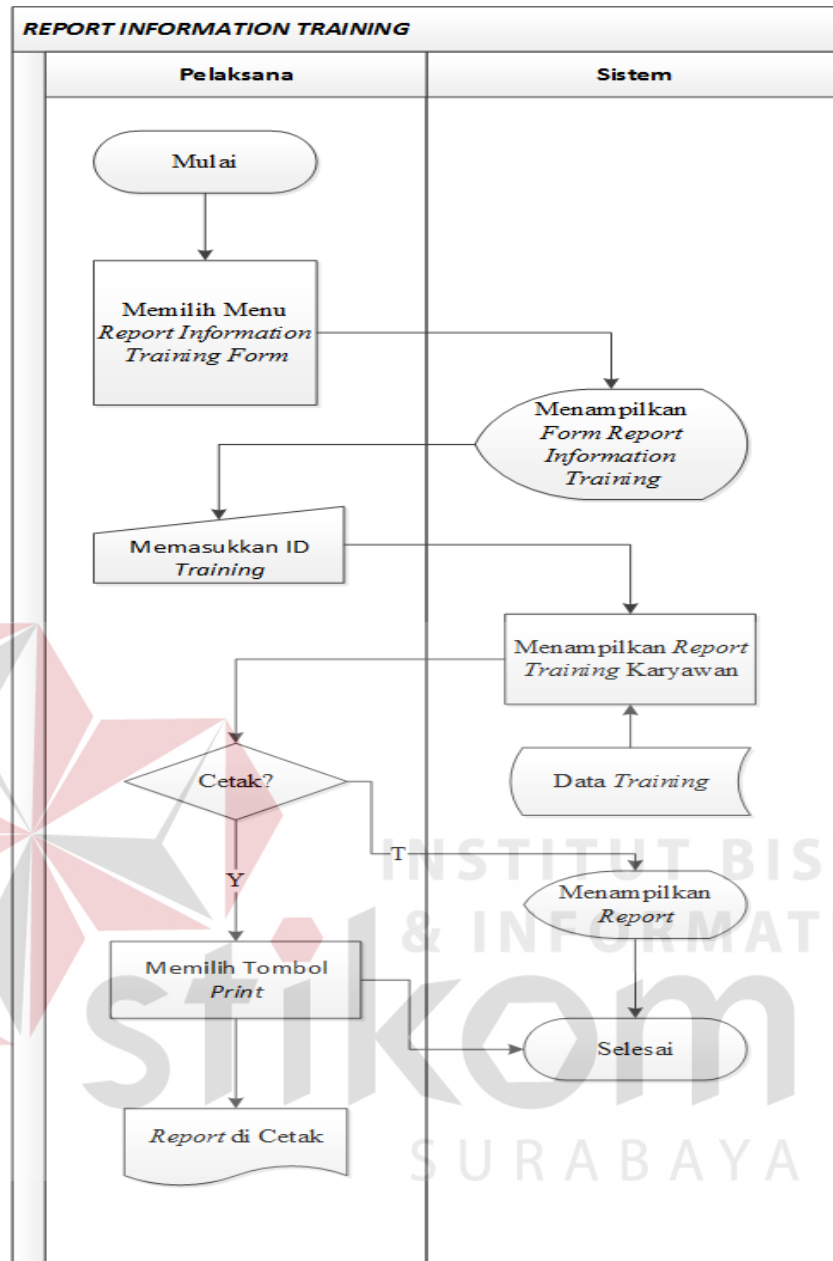 REPORT INFORMATION TRAINING
Pelaksana
Sistem
Mulai
Memilih Menu
Report Information
Training Form
Menampilkan
Form Report
Information
Training
Memasukkan ID
Training
Menampilkan Report
Training Karyawan
Cetak?
Data Training
T
Y
Menampilkan
Report
Memilih Tombol
Print
Selesai
Report di Cetak
INSTITUT BIS
& INFORMATI
stikom
SURABAYA